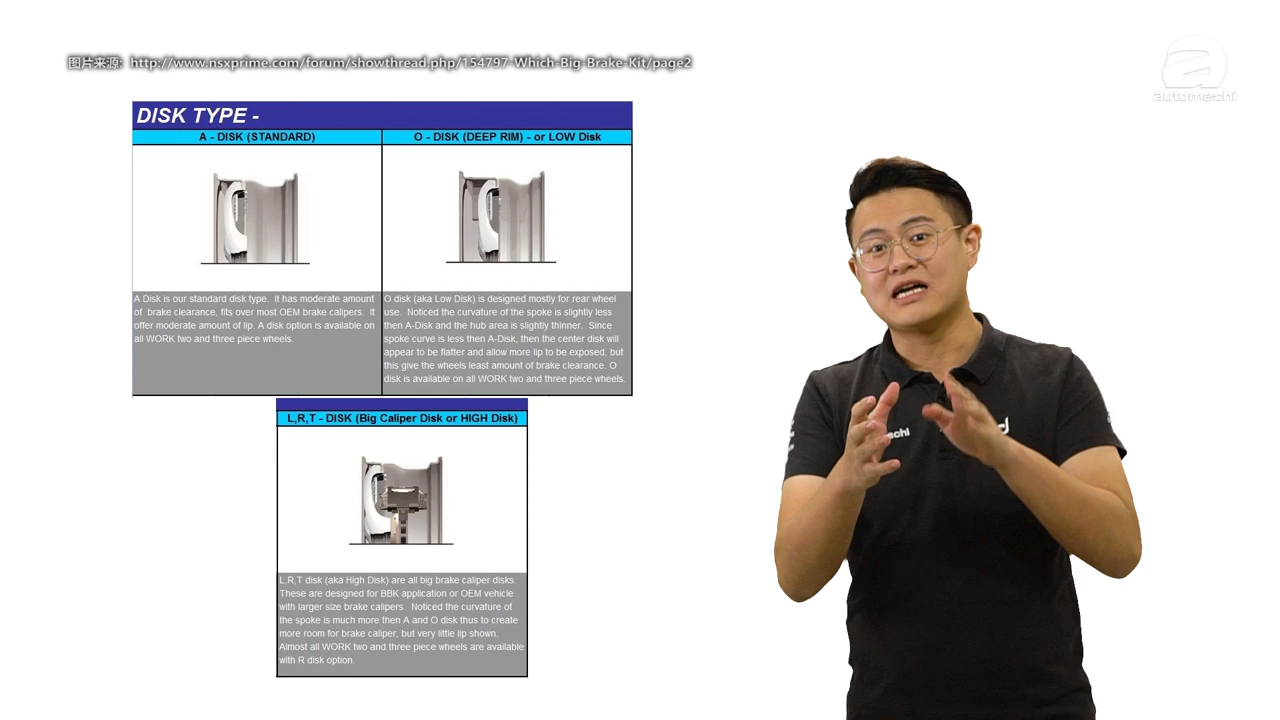 图片来源: http://www.nsxprime.com/forum/showthread.php/154797-Which-Big-Brake-Kit/page2
automachi
DISK TYPE -
A - DISK (STANDARD)
O - DISK (DEEP RIM) - or LOW Disk
A Disk is our standard disk type. It has moderate amount
of brake clearance, fits over most OEM brake calipers. It
offer moderate amount of lip. A disk option is available on
all WORK two and three piece wheels.
O disk (aka Low Disk) is designed mostly for rear wheel
use. Noticed the curvature of the spoke is slightly less
then A-Disk and the hub area is slightly thinner. Since
spoke curve is less then A-Disk, then the center disk will
appear to be flatter and allow more lip to be exposed, but
this give the wheels least amount of brake clearance. O
disk is available on all WORK two and three piece wheels.
L,R,T - DISK (Big Caliper Disk or HIGH Disk)
L,R,T disk (aka High Disk) are all big brake caliper disks.
These are designed for BBK application or OEM vehicle
with larger size brake calipers. Noticed the curvature of
the spoke is much more then A and O disk thus to create
more room for brake caliper, but very little lip shown.
Almost all WORK two and three piece wheels are available
with R disk option.